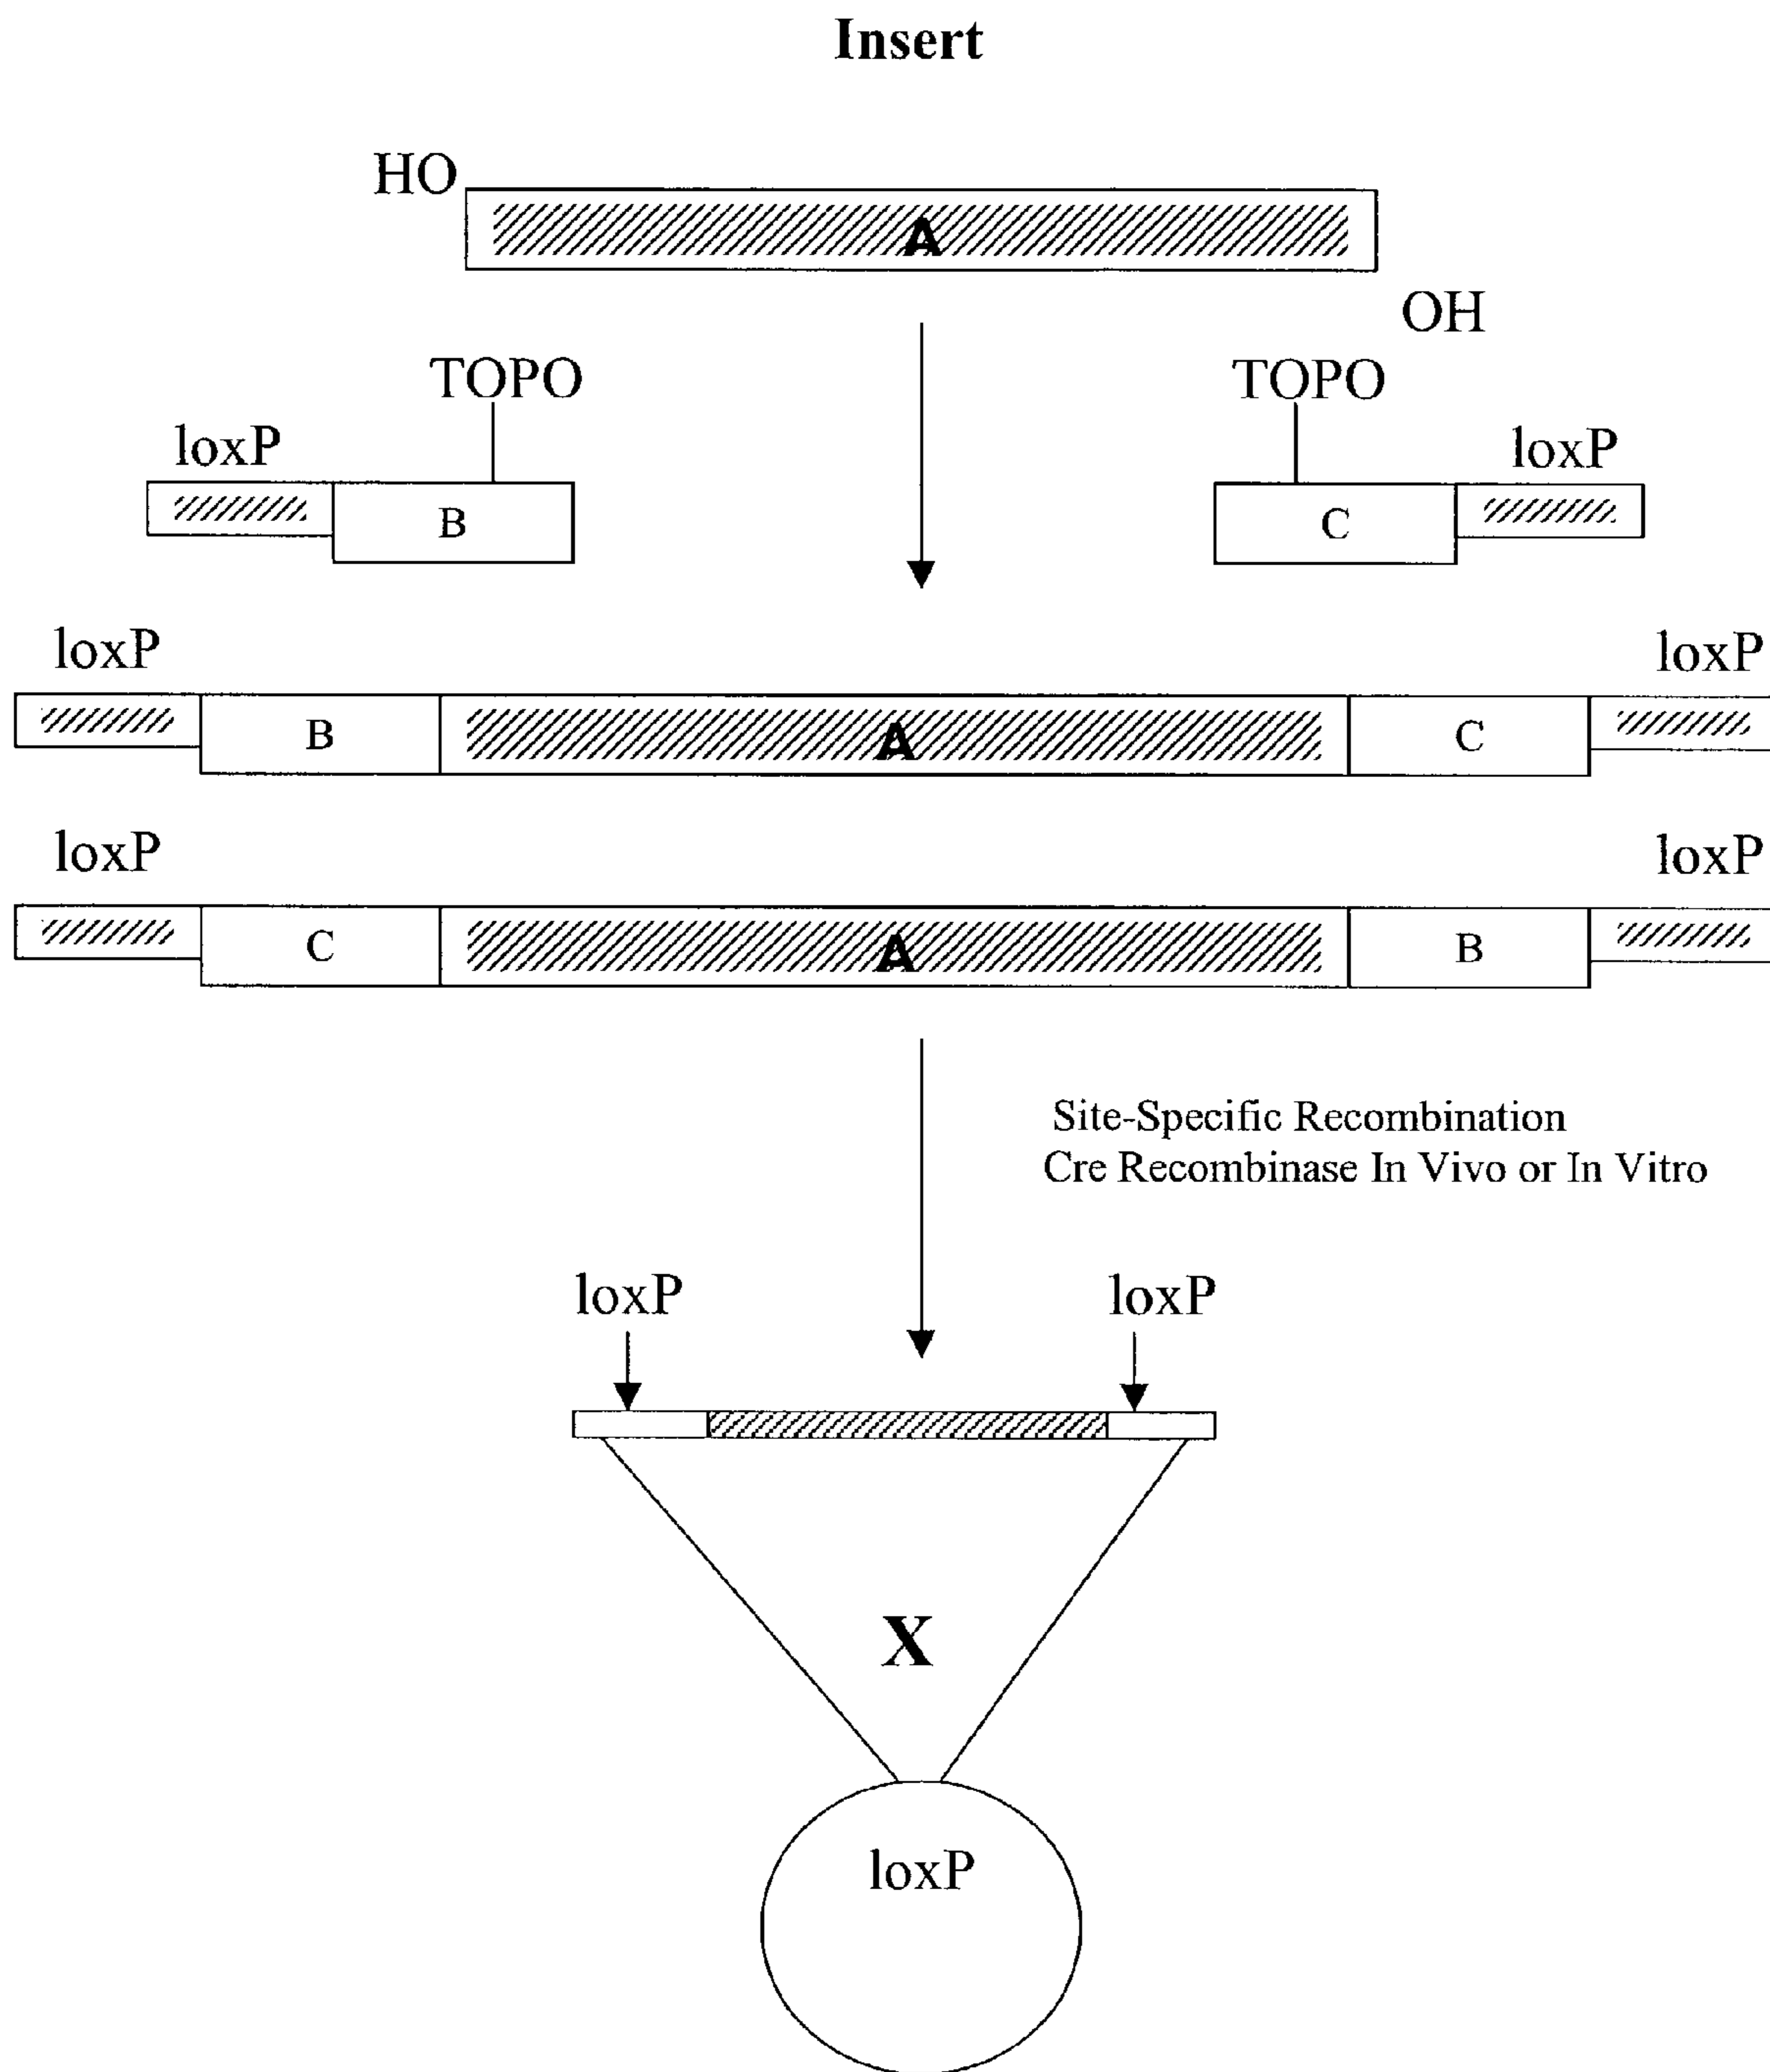 Insert
HO
A
OH
TOPO
TOPO
loxP
loxP
B
C
loxP
loxP
B
A
C
loxP
loxP
C
A
B
Site-Specific Recombination
Cre Recombinase In Vivo or In Vitro
loxP
loxP
X
loxP